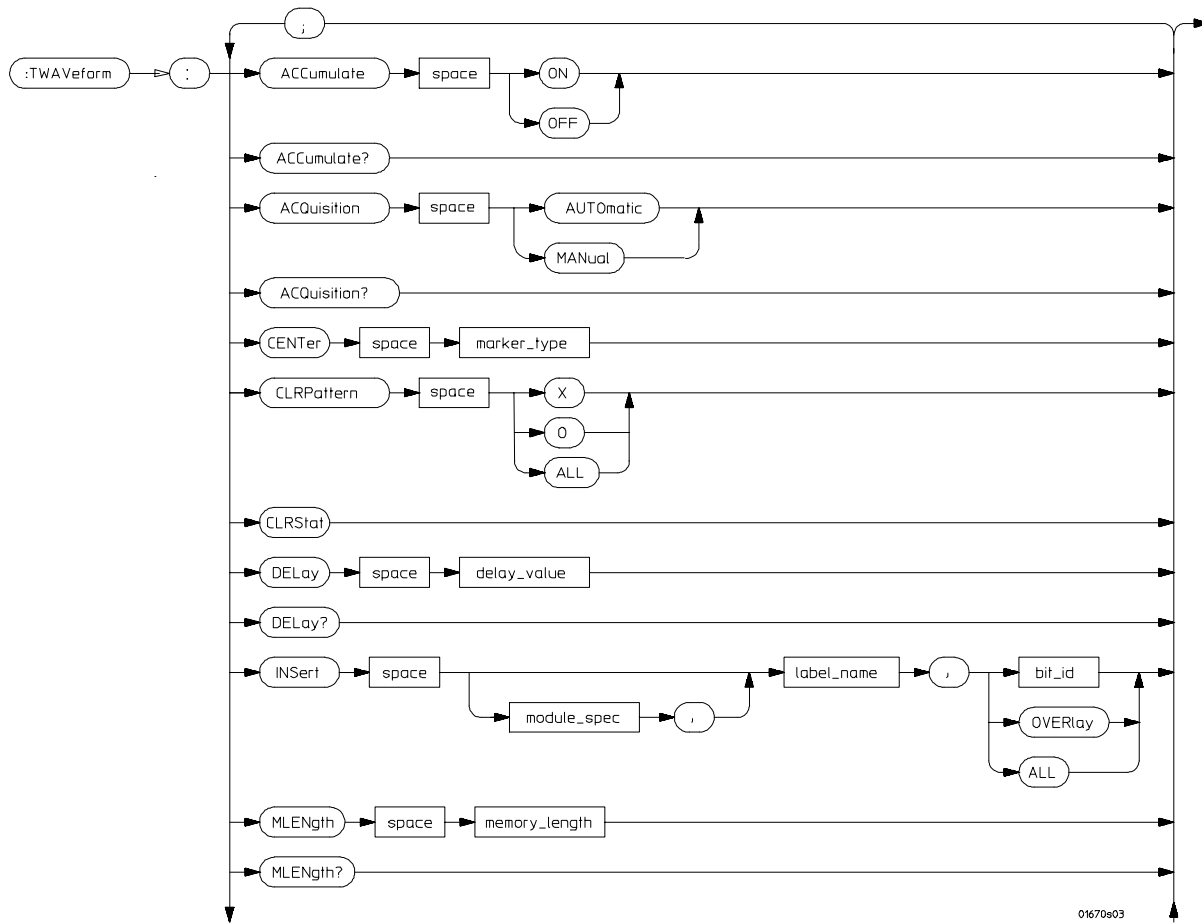 ;
:TWAVeform : ACCumulate space ON
OFF
ACCumulate?
ACQuisition space AUTOmatic
MANual
ACQuisition?
CENTer space marker_type
CLRPattern space X
O
ALL
CLRStat
DELay space delay_value
DELay?
INSert space label_name , bit_id
module_spec , OVERlay
ALL
MLENgth space memory_length
MLENgth?
01670s03